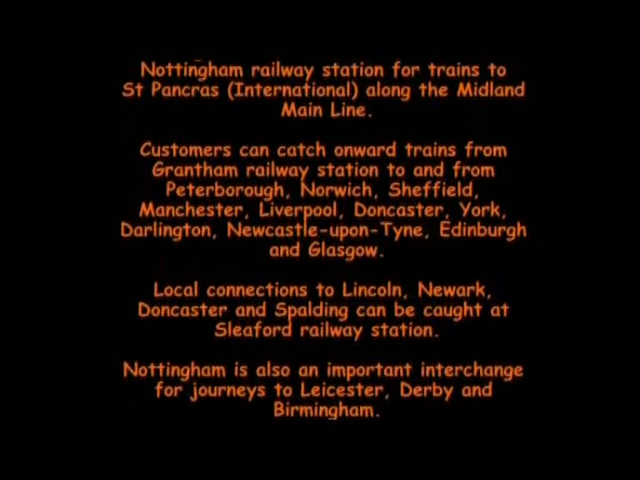 Nottingham railway station for trains to
St Pancras (International) along the Midland
Main Line.
Customers can catch onward trains from
Grantham railway station to and from
Peterborough, Norwich, Sheffield,
Manchester, Liverpool, Doncaster, York,
Darlington, Newcastle-upon-Tyne, Edinburgh
and Glasgow.
Local connections to Lincoln, Newark,
Doncaster and Spalding can be caught at
Sleaford railway station.
Nottingham is also an important interchange
for journeys to Leicester, Derby and
Birmingham.